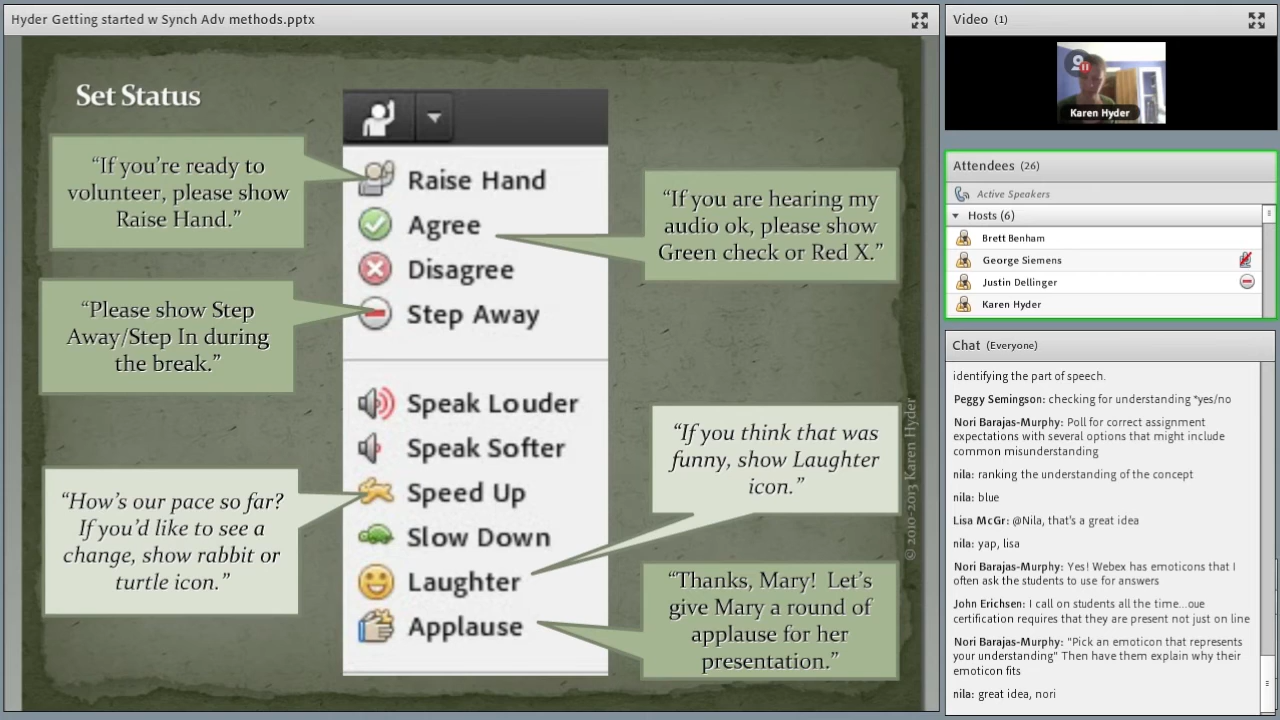 Hyder Getting started w Synch Adv methods.pptx
Set Status
“If you’re ready to
volunteer, please show
Raise Hand.”
“Please show Step
Away/Step In during
the break.”
“How’s our pace so far?
If you’d like to see a
change, show rabbit or
turtle icon.”
Raise Hand
Agree
Disagree
Step Away
Speak Louder
Speak Softer
Speed Up
Slow Down
Laughter
Applause
“If you are hearing my
audio ok, please show
Green check or Red X.”
“If you think that was
funny, show Laughter
icon.”
“Thanks, Mary!  Let’s
give Mary a round of
applause for her
presentation.”
© 2010-2013 Karen Hyder
Video (1)
Karen Hyder
Attendees (26)
Active Speakers
Hosts (6)
Brett Benham
George Siemens
Justin Dellinger
Karen Hyder
Chat (Everyone)
identifying the part of speech.
Peggy Semingson: checking for understanding *yes/no
Nori Barajas-Murphy: Poll for correct assignment
expectations with several options that might include
common misunderstanding
nila: ranking the understanding of the concept
nila: blue
Lisa McGr: @Nila, that's a great idea
nila: yap, lisa
Nori Barajas-Murphy: Yes! Webex has emoticons that I
often ask the students to use for answers
John Erichsen: I call on students all the time...oue
certification requires that they are present not just on line
Nori Barajas-Murphy: "Pick an emoticon that represents
your understanding" Then have them explain why their
emoticon fits
nila: great idea, nori